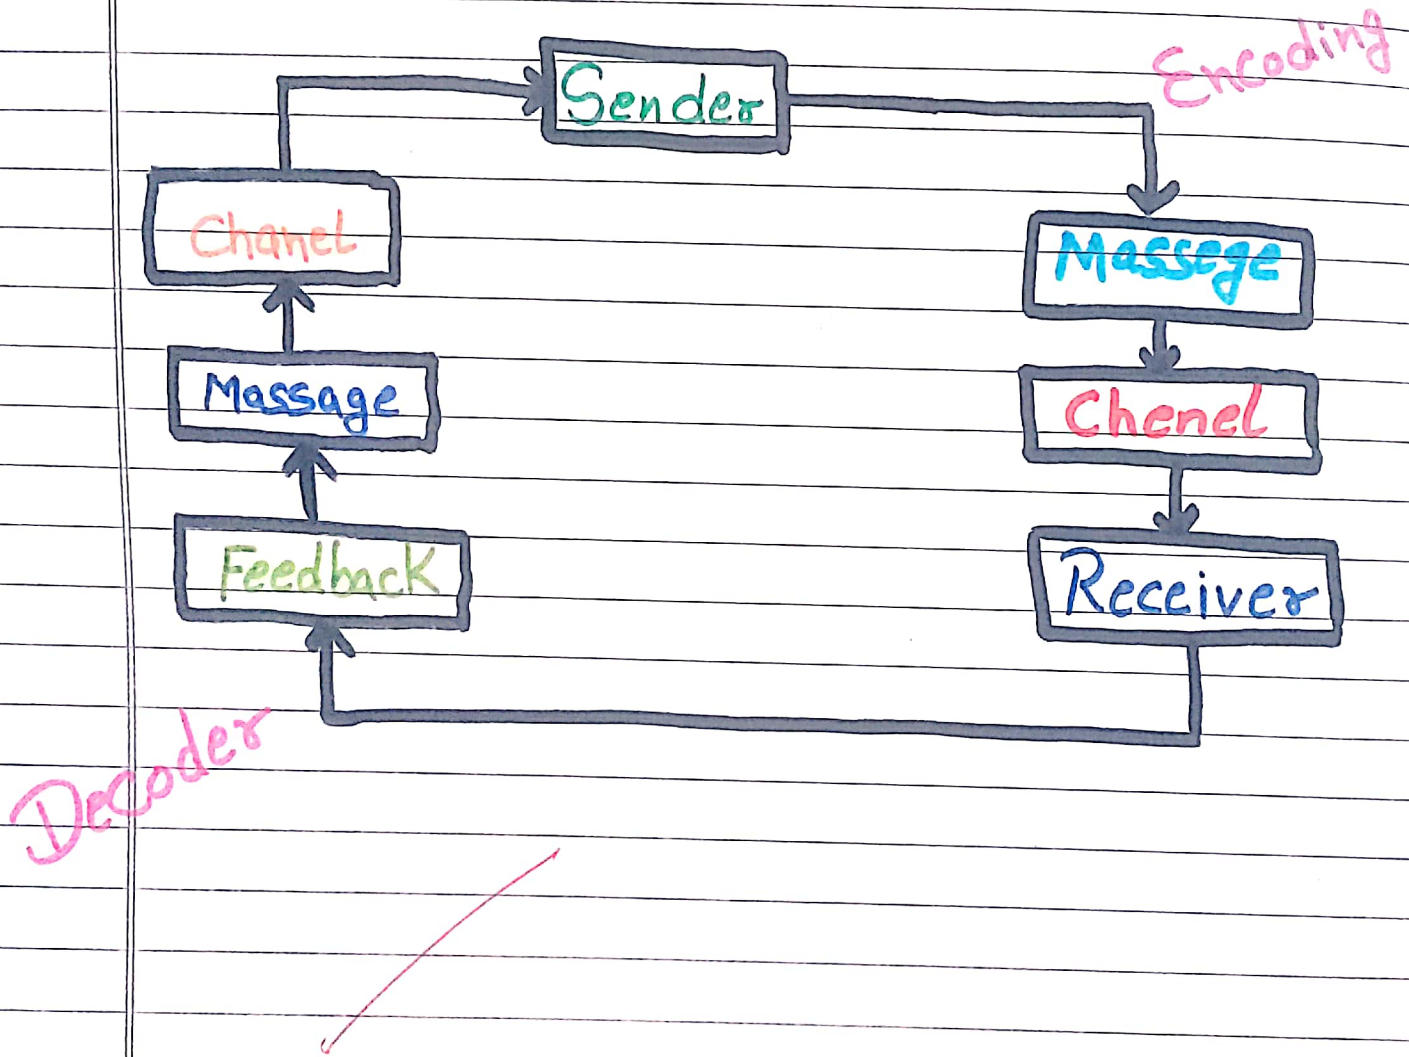 Encoding
Sender
Chanel
Massege
Massage
Chenel
Feedback
Receiver
Decoder